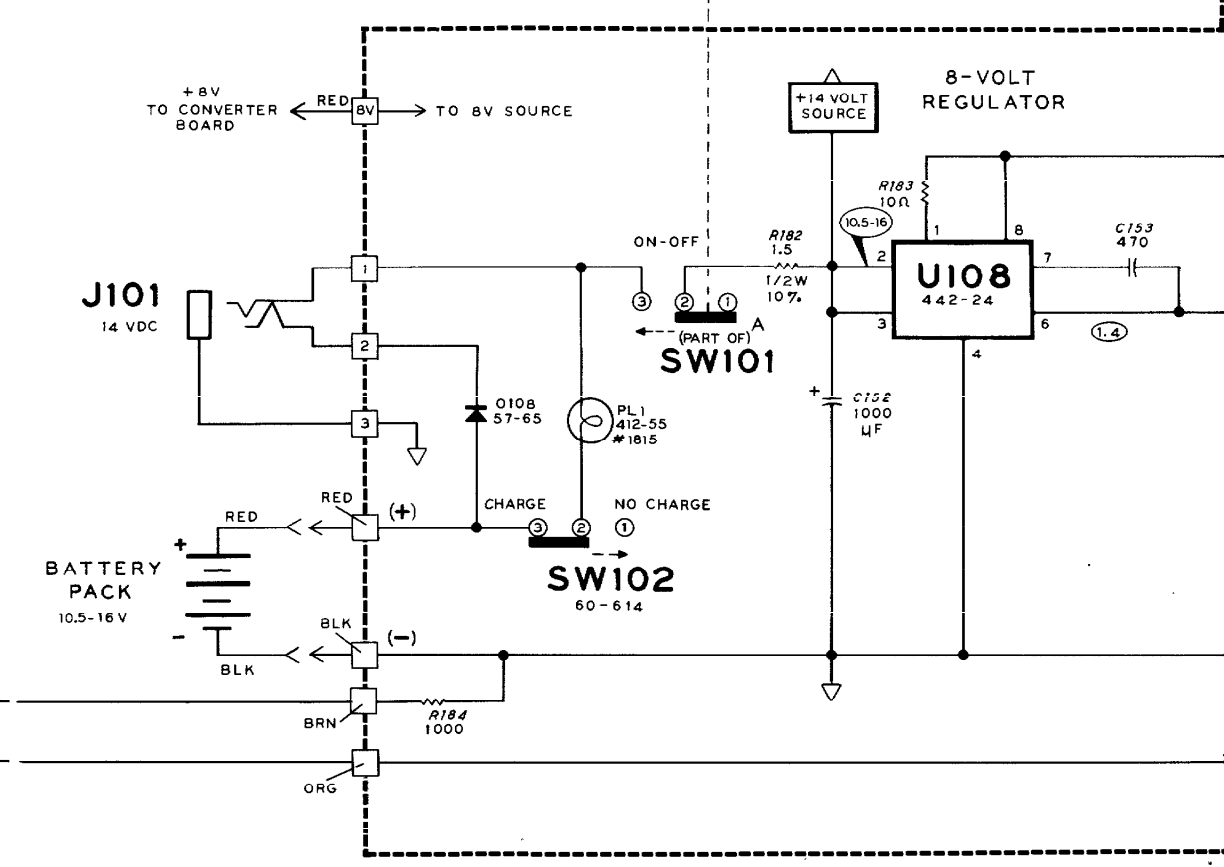 +8V
TO CONVERTER
BOARD
RED
8V
TO 8V SOURCE
+14 VOLT
SOURCE
8-VOLT
REGULATOR
R183
10Ω
10.5-16
1
8
C153
470
ON-OFF
R182
1.5
1/2W
10%
2
7
U108
442-24
3
6
4
1.4
J101
14 VDC
1
2
3
3
2
1
A
(PART OF)
SW101
+
C152
1000
µF
D108
57-65
PL1
412-55
#1815
RED
RED
(+)
CHARGE
NO CHARGE
3
2
1
SW102
60-614
+
BATTERY
PACK
10.5-16V
-
BLK
BLK
(-)
BRN
R184
1000
ORG